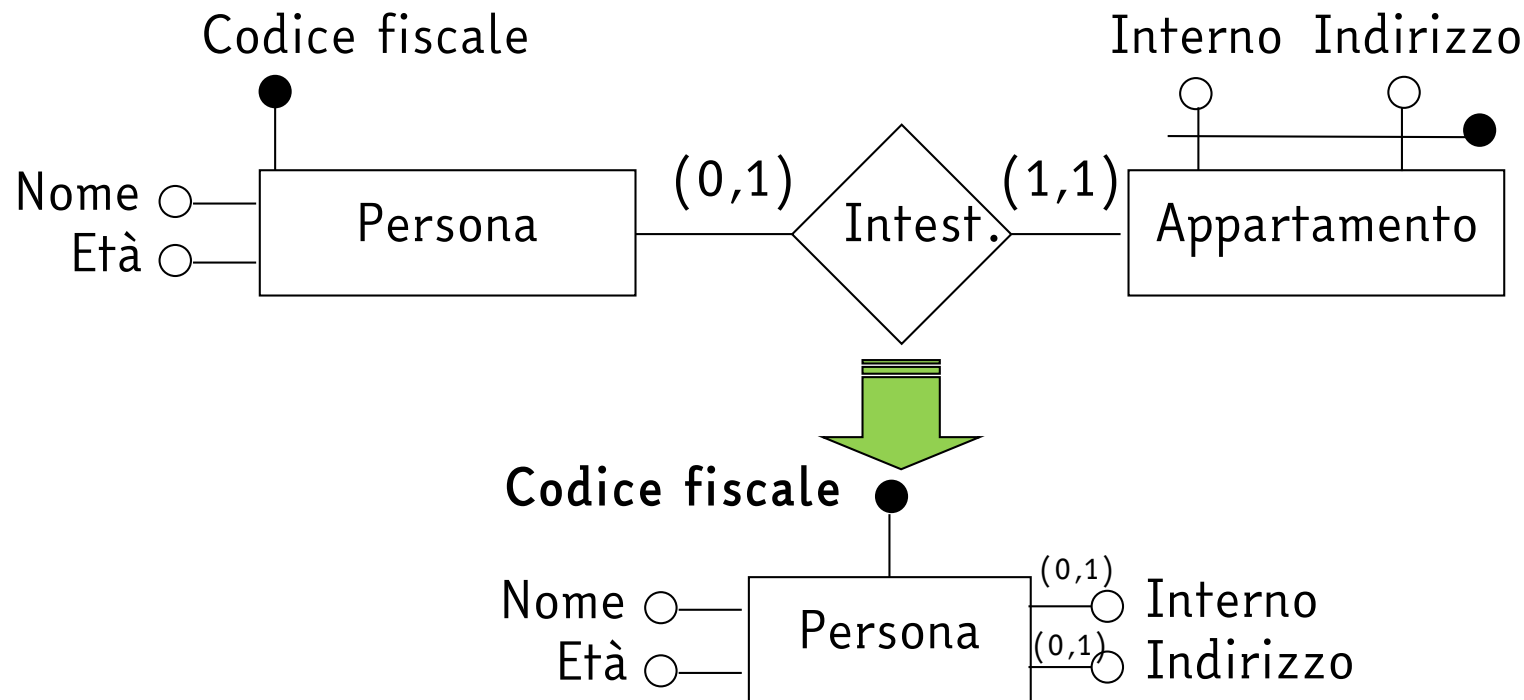 Codice fiscale
Interno Indirizzo
Nome
Età
Persona
(0,1)
Intest.
(1,1)
Appartamento
Codice fiscale
Nome
Età
Persona
(0,1)
Interno
(0,1)
Indirizzo